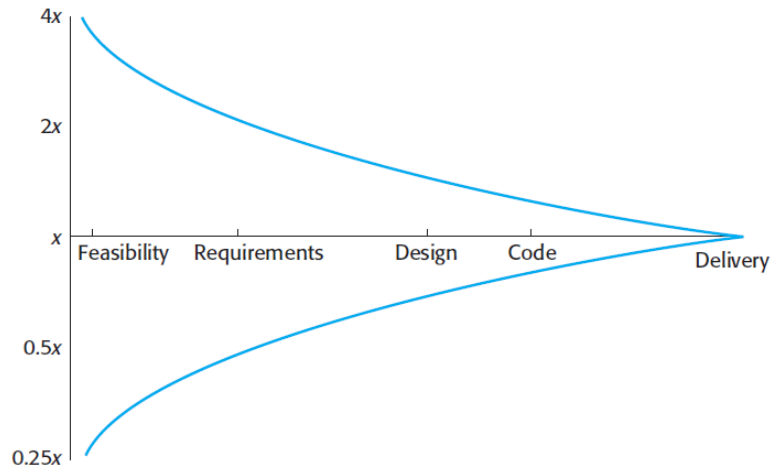 4x
2x
x
Feasibility Requirements Design Code Delivery
0.5x
0.25x